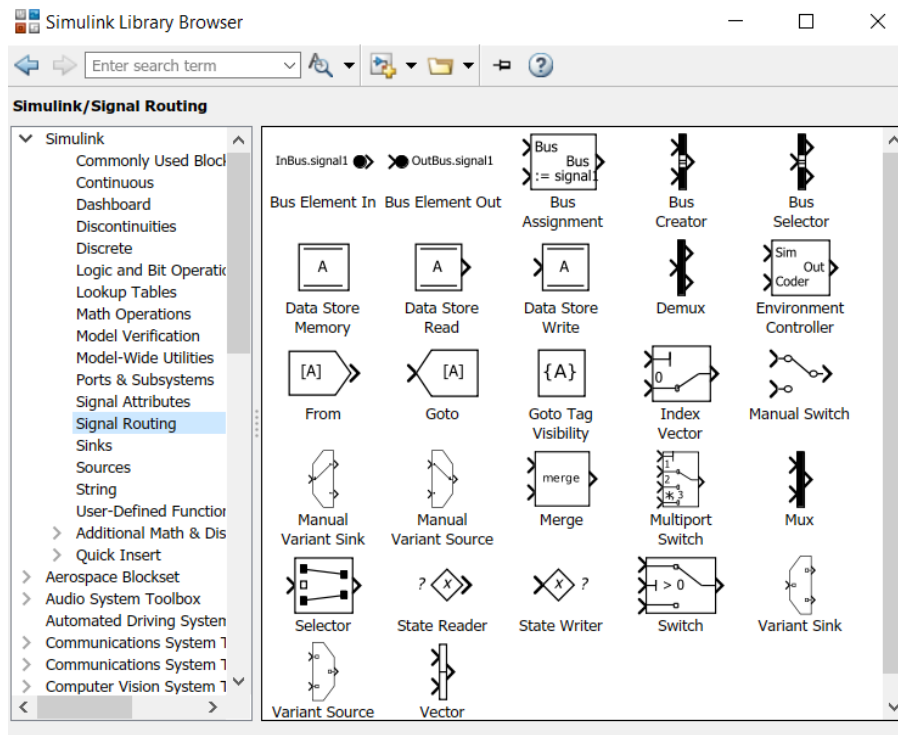 Simulink Library Browser
Enter search term
Simulink/Signal Routing
Simulink
Commonly Used Block
Continuous
Dashboard
Discontinuities
Discrete
Logic and Bit Operatic
Lookup Tables
Math Operations
Model Verification
Model-Wide Utilities
Ports & Subsystems
Signal Attributes
Signal Routing
Sinks
Sources
String
User-Defined Function
Additional Math & Dis
Quick Insert
Aerospace Blockset
Audio System Toolbox
Automated Driving System
Communications System T
Communications System T
Computer Vision System T
InBus.signal1
Bus Element In
OutBus.signal1
Bus Element Out
Bus
Bus
:= signal1
Bus
Assignment
Bus
Creator
Bus
Selector
A
Data Store
Memory
A
Data Store
Read
A
Data Store
Write
Demux
Sim
Out
Coder
Environment
Controller
[A]
From
[A]
Goto
{A}
Goto Tag
Visibility
0
Index
Vector
Manual Switch
Manual
Variant Sink
Manual
Variant Source
merge
Merge
1
2
*, 3
Multiport
Switch
Mux
Selector
? x
State Reader
x ?
State Writer
> 0
Switch
Variant Sink
Variant Source
Vector